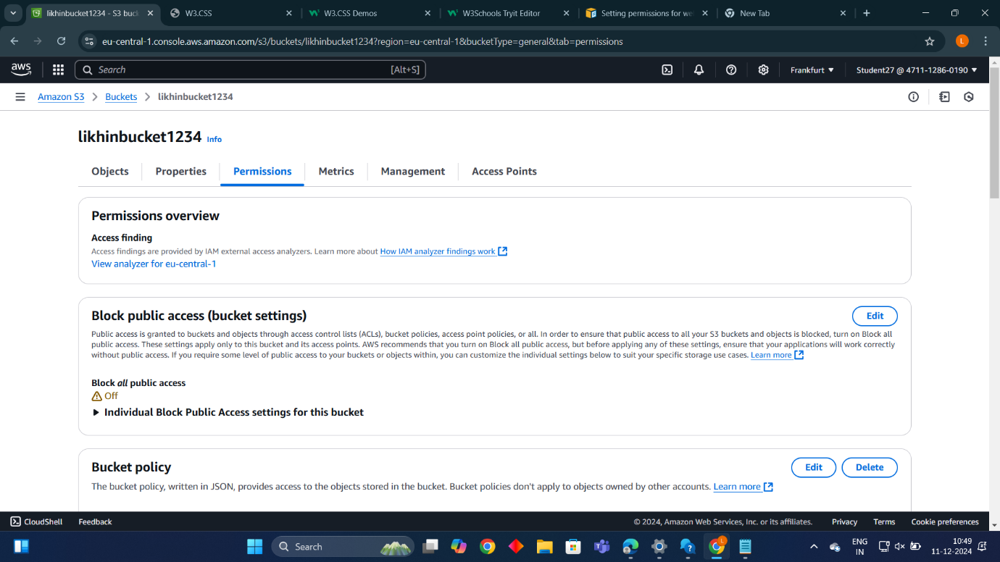 likhinbucket1234 - S3 buc
W3.CSS
W3.CSS Demos
W3Schools Tryit Editor
Setting permissions for we
New Tab
eu-central-1.console.aws.amazon.com/s3/buckets/likhinbucket1234?region=eu-central-1&bucketType=general&tab=permissions
L
aws
Search
[Alt+S]
Frankfurt
Student27 @ 4711-1286-0190
Amazon S3 > Buckets > likhinbucket1234
likhinbucket1234 Info
Objects
Properties
Permissions
Metrics
Management
Access Points
Permissions overview
Access finding
Access findings are provided by IAM external access analyzers. Learn more about How IAM analyzer findings work
View analyzer for eu-central-1
Block public access (bucket settings)
Edit
Public access is granted to buckets and objects through access control lists (ACLs), bucket policies, access point policies, or all. In order to ensure that public access to all your S3 buckets and objects is blocked, turn on Block all
public access. These settings apply only to this bucket and its access points. AWS recommends that you turn on Block all public access, but before applying any of these settings, ensure that your applications will work correctly
without public access. If you require some level of public access to your buckets or objects within, you can customize the individual settings below to suit your specific storage use cases. Learn more
Block all public access
Off
Individual Block Public Access settings for this bucket
Bucket policy
Edit
Delete
The bucket policy, written in JSON, provides access to the objects stored in the bucket. Bucket policies don't apply to objects owned by other accounts. Learn more
CloudShell
Feedback
© 2024, Amazon Web Services, Inc. or its affiliates.
Privacy
Terms
Cookie preferences
Search
L
ENG
IN
10:49
11-12-2024